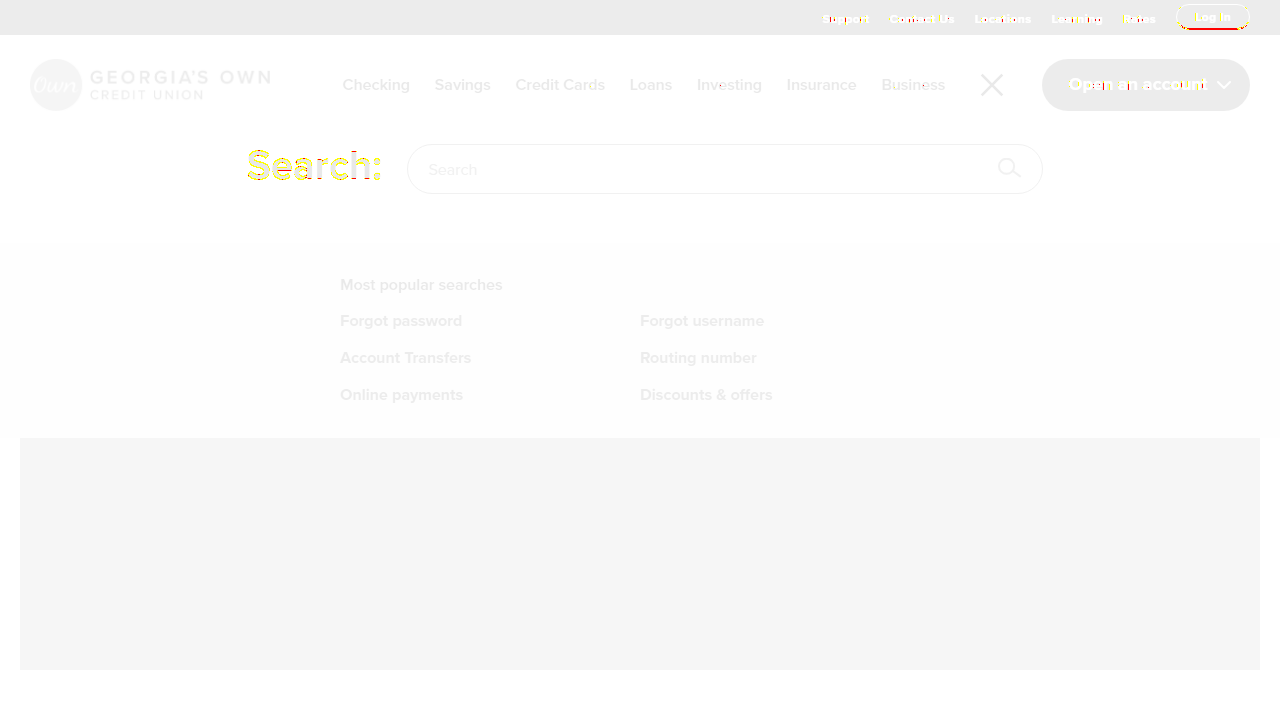 Support Contact Us Locations Learning Rates Log In
Own GEORGIA'S OWN
CREDIT UNION
Checking Savings Credit Cards Loans Investing Insurance Business
Open an account
Search:
Search
Most popular searches
Forgot password Forgot username
Account Transfers Routing number
Online payments Discounts & offers